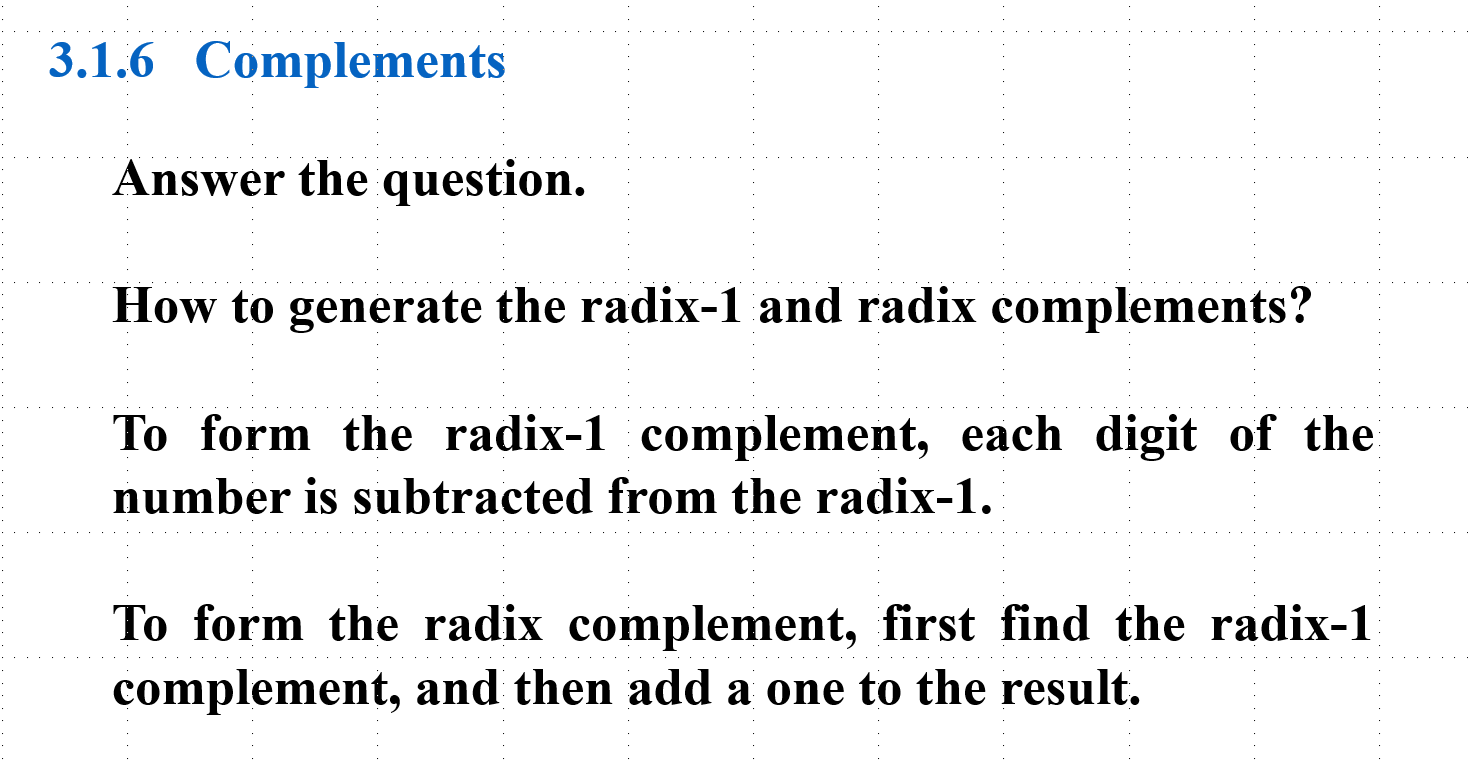 3.1.6 Complements
Answer the question.
How to generate the radix-1 and radix complements?
To form the radix-1 complement, each digit of the
number is subtracted from the radix-1.
To form the radix complement, first find the radix-1
complement, and then add a one to the result.